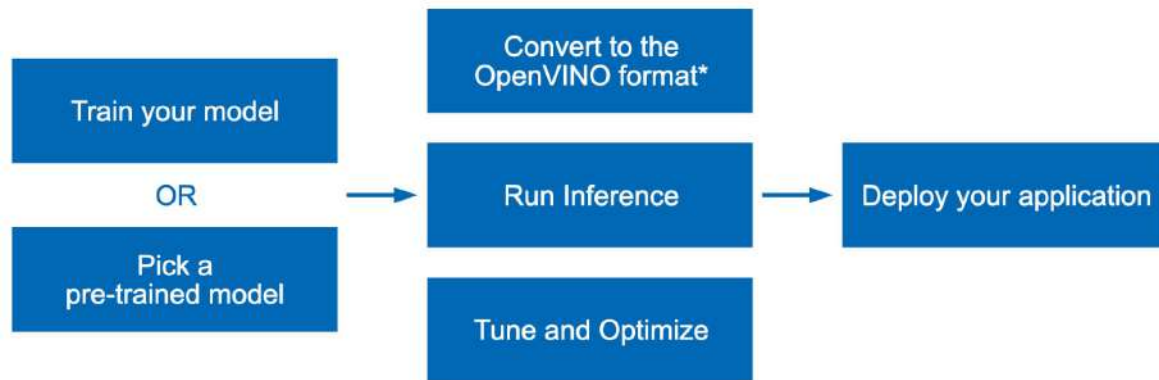 Train your model
OR
Pick a
pre-trained model
Convert to the
OpenVINO format*
Run Inference
Tune and Optimize
Deploy your application